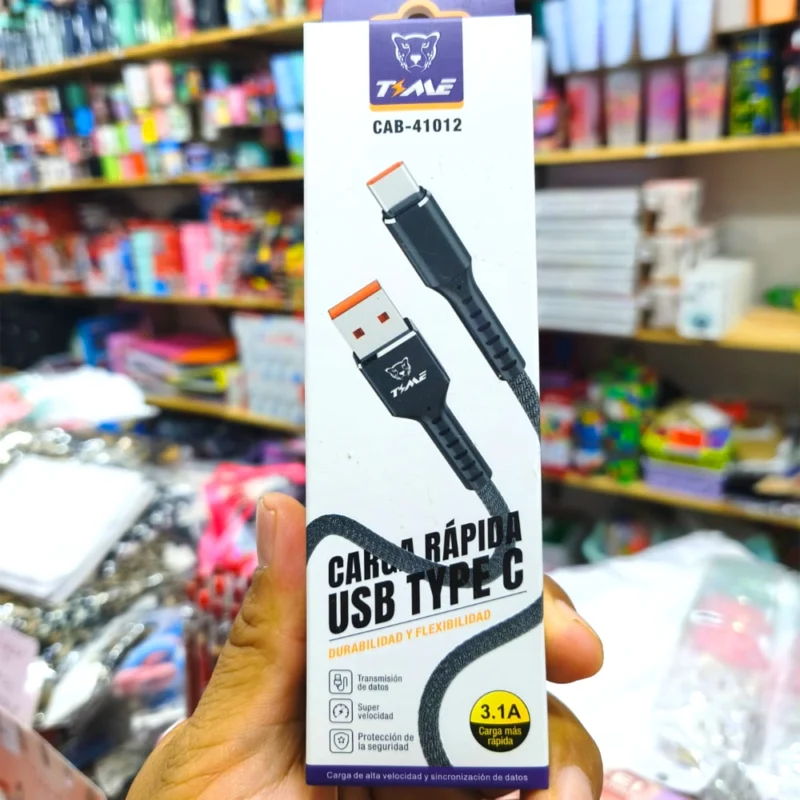 TIME
CAB-41012
TIME
CARGA RÁPIDA
USB TYPE C
DURABILIDAD Y FLEXIBILIDAD
Transmisión
de datos
Super
velocidad
Protección de
la seguridad
3.1A
Carga más
rápida
Carga de alta velocidad y sincronización de datos